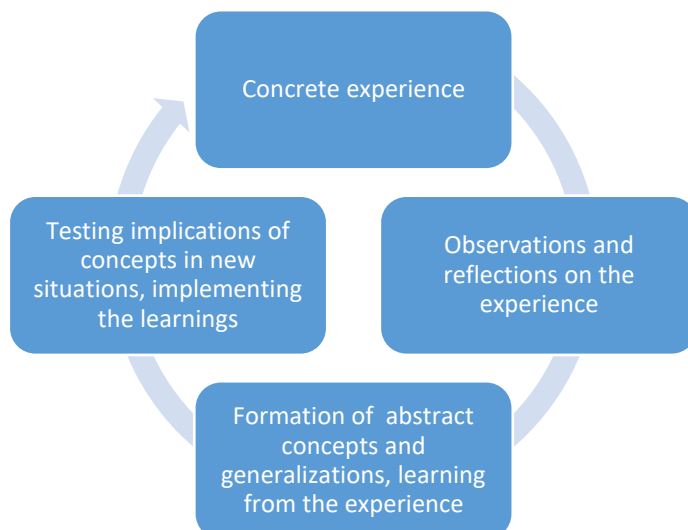 Concrete experience
Observations and
reflections on the
experience
Formation of  abstract
concepts and
generalizations, learning
from the experience
Testing implications of
concepts in new
situations, implementing
the learnings